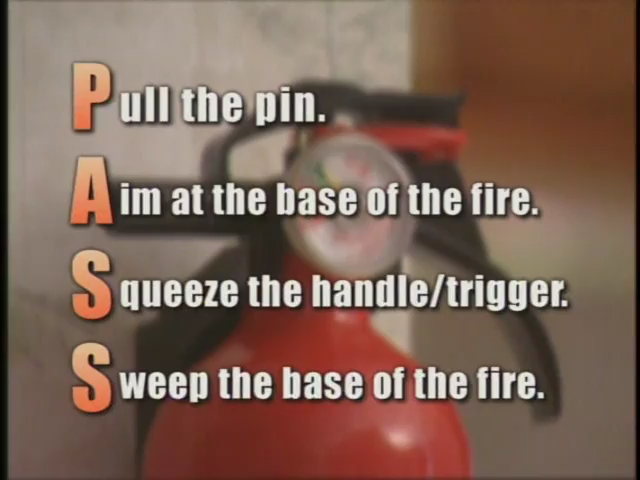 Pull the pin.
Aim at the base of the fire.
Squeeze the handle/trigger.
Sweep the base of the fire.